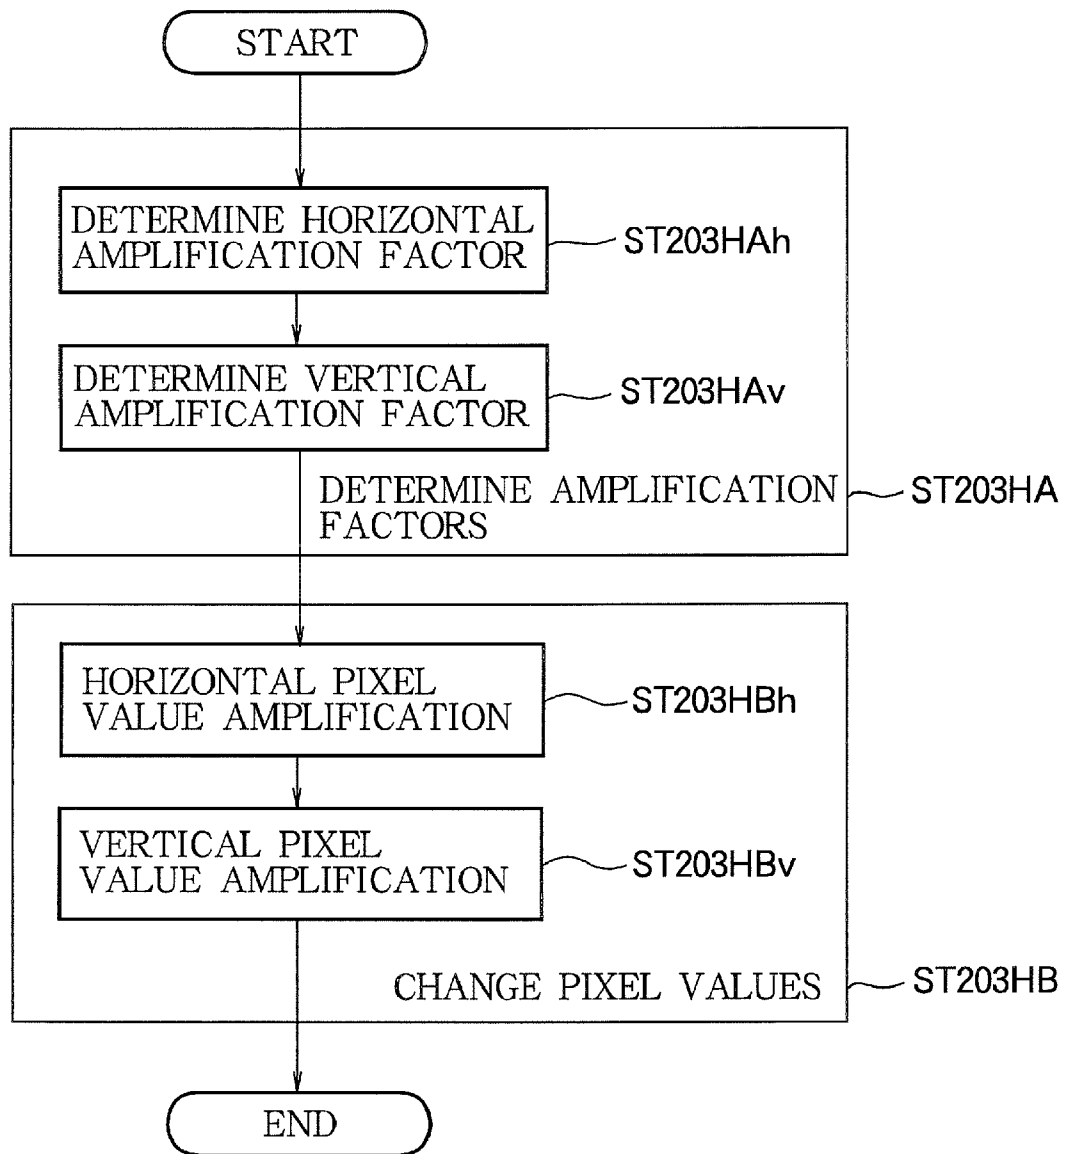 START
DETERMINE HORIZONTAL
AMPLIFICATION FACTOR
ST203HAh
DETERMINE VERTICAL
AMPLIFICATION FACTOR
ST203HAv
DETERMINE AMPLIFICATION
FACTORS
ST203HA
HORIZONTAL PIXEL
VALUE AMPLIFICATION
ST203HBh
VERTICAL PIXEL
VALUE AMPLIFICATION
ST203HBv
CHANGE PIXEL VALUES
ST203HB
END